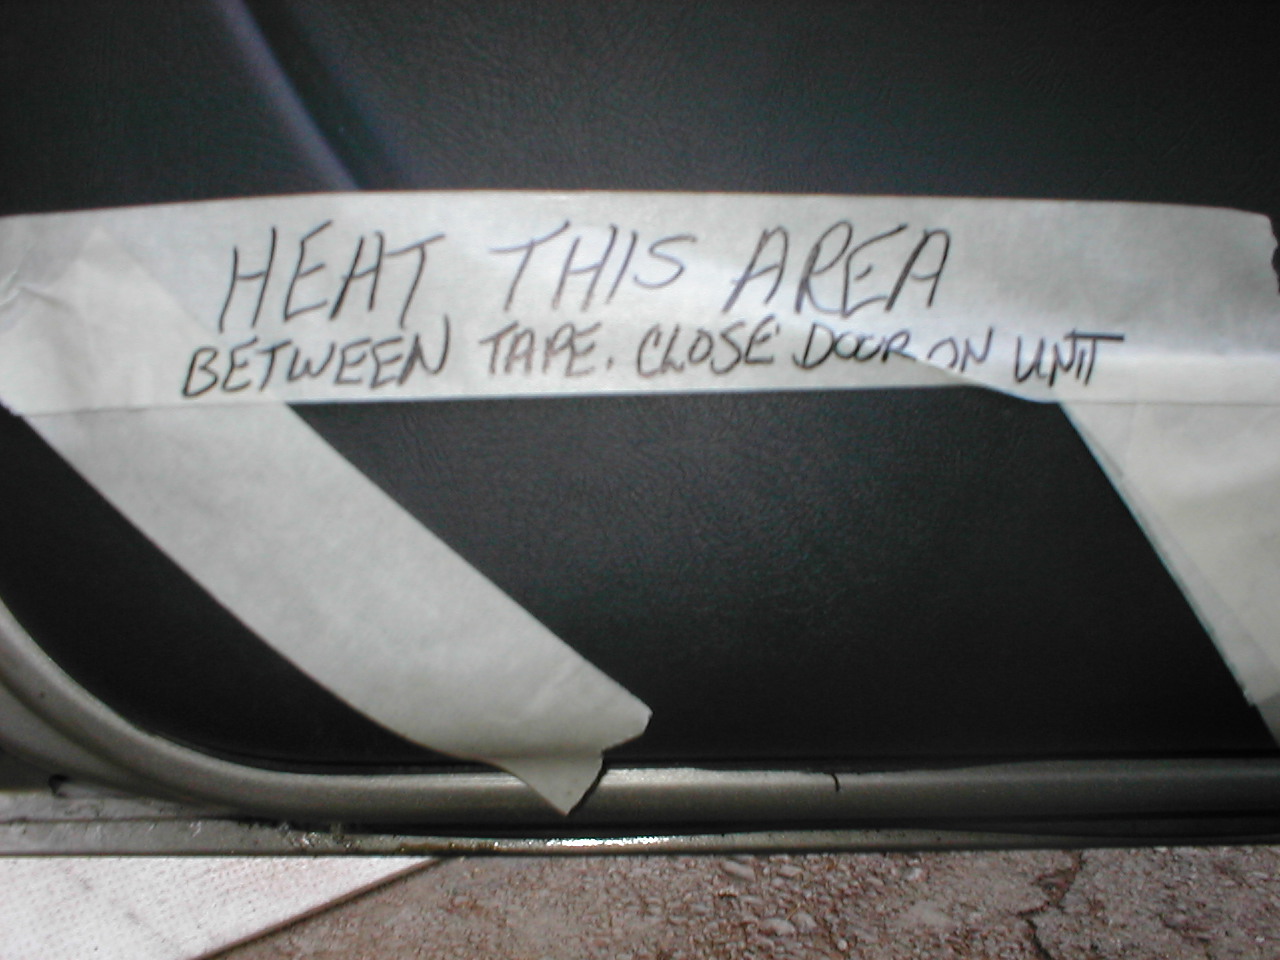 HEAT THIS AREA
BETWEEN TAPE. CLOSE DOOR ON UNIT